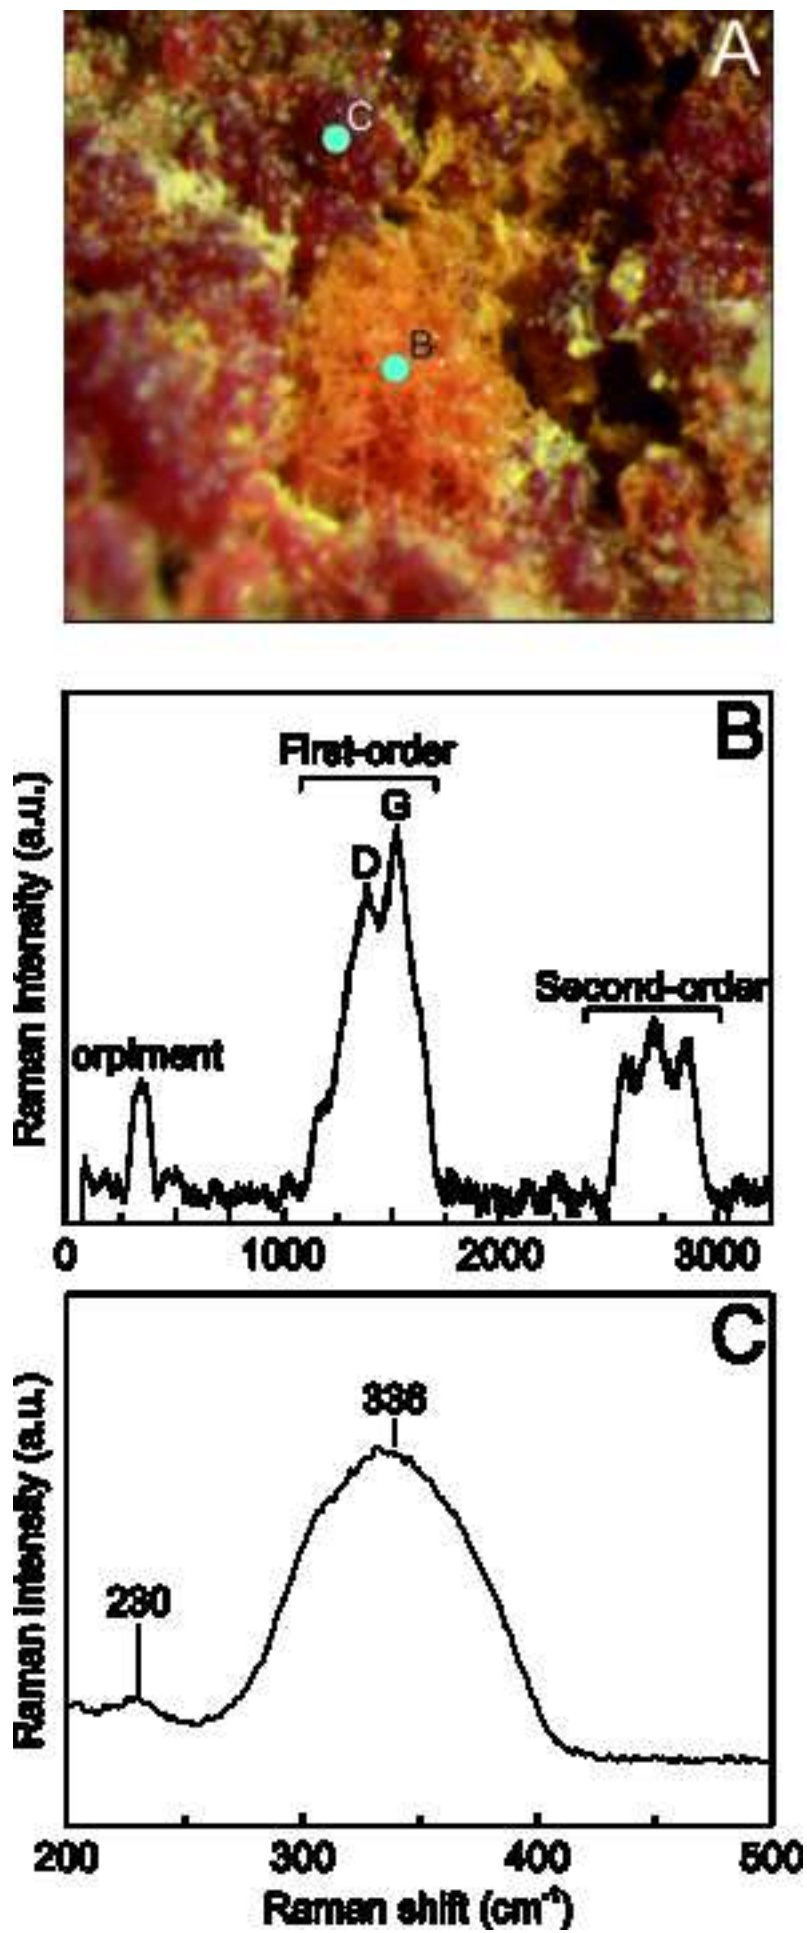 A
C
B
B
First-order
G
D
Second-order
orpiment
Raman intensity (a.u.)
0 1000 2000 3000
C
338
230
Raman intensity (a.u.)
200 300 400 500
Raman shift (cm⁻¹)